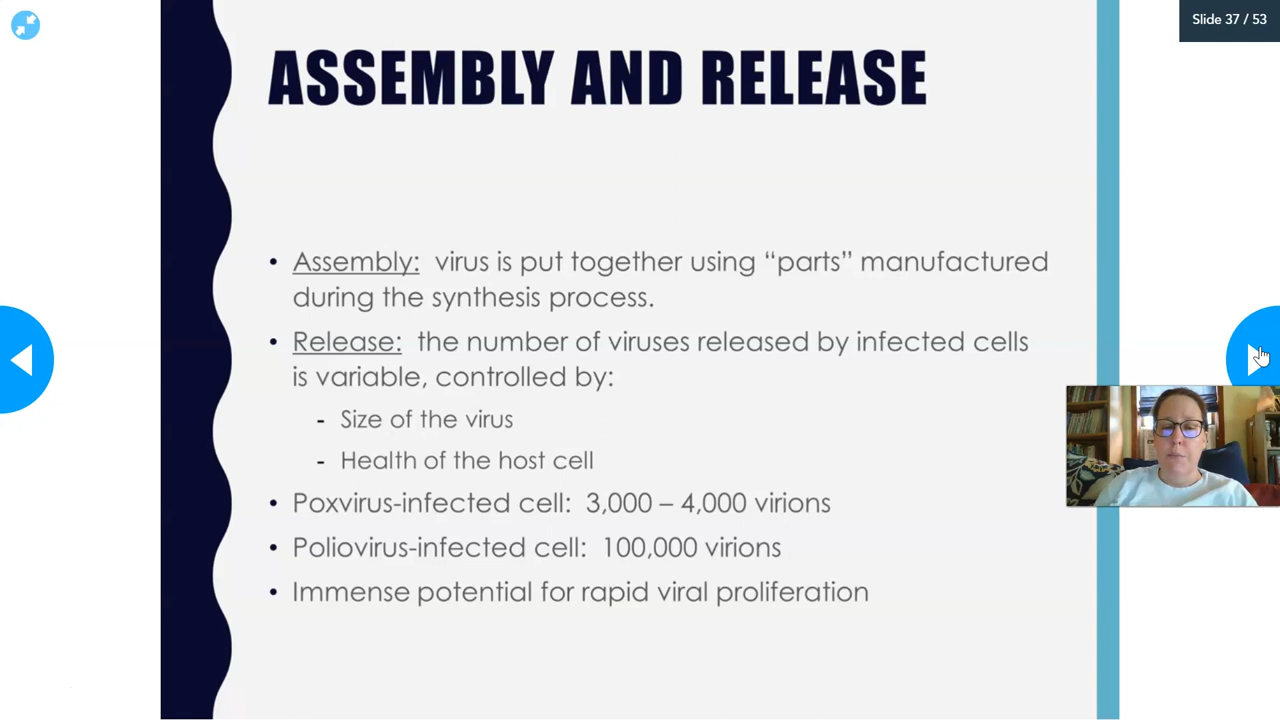 Slide 37 / 53
ASSEMBLY AND RELEASE
• Assembly: virus is put together using “parts” manufactured
during the synthesis process.
• Release: the number of viruses released by infected cells
is variable, controlled by:
- Size of the virus
- Health of the host cell
• Poxvirus-infected cell: 3,000 – 4,000 virions
• Poliovirus-infected cell: 100,000 virions
• Immense potential for rapid viral proliferation